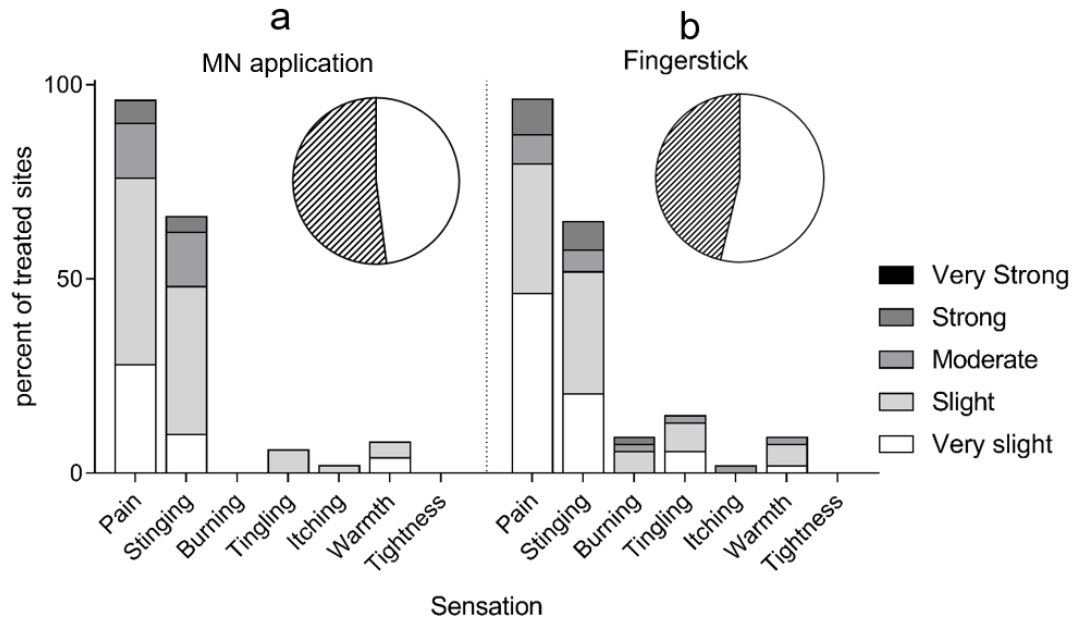 a
b
MN application
Fingerstick
100
50
0
percent of treated sites
Very Strong
Strong
Moderate
Slight
Very slight
Pain
Stinging
Burning
Tingling
Itching
Warmth
Tightness
Pain
Stinging
Burning
Tingling
Itching
Warmth
Tightness
Sensation